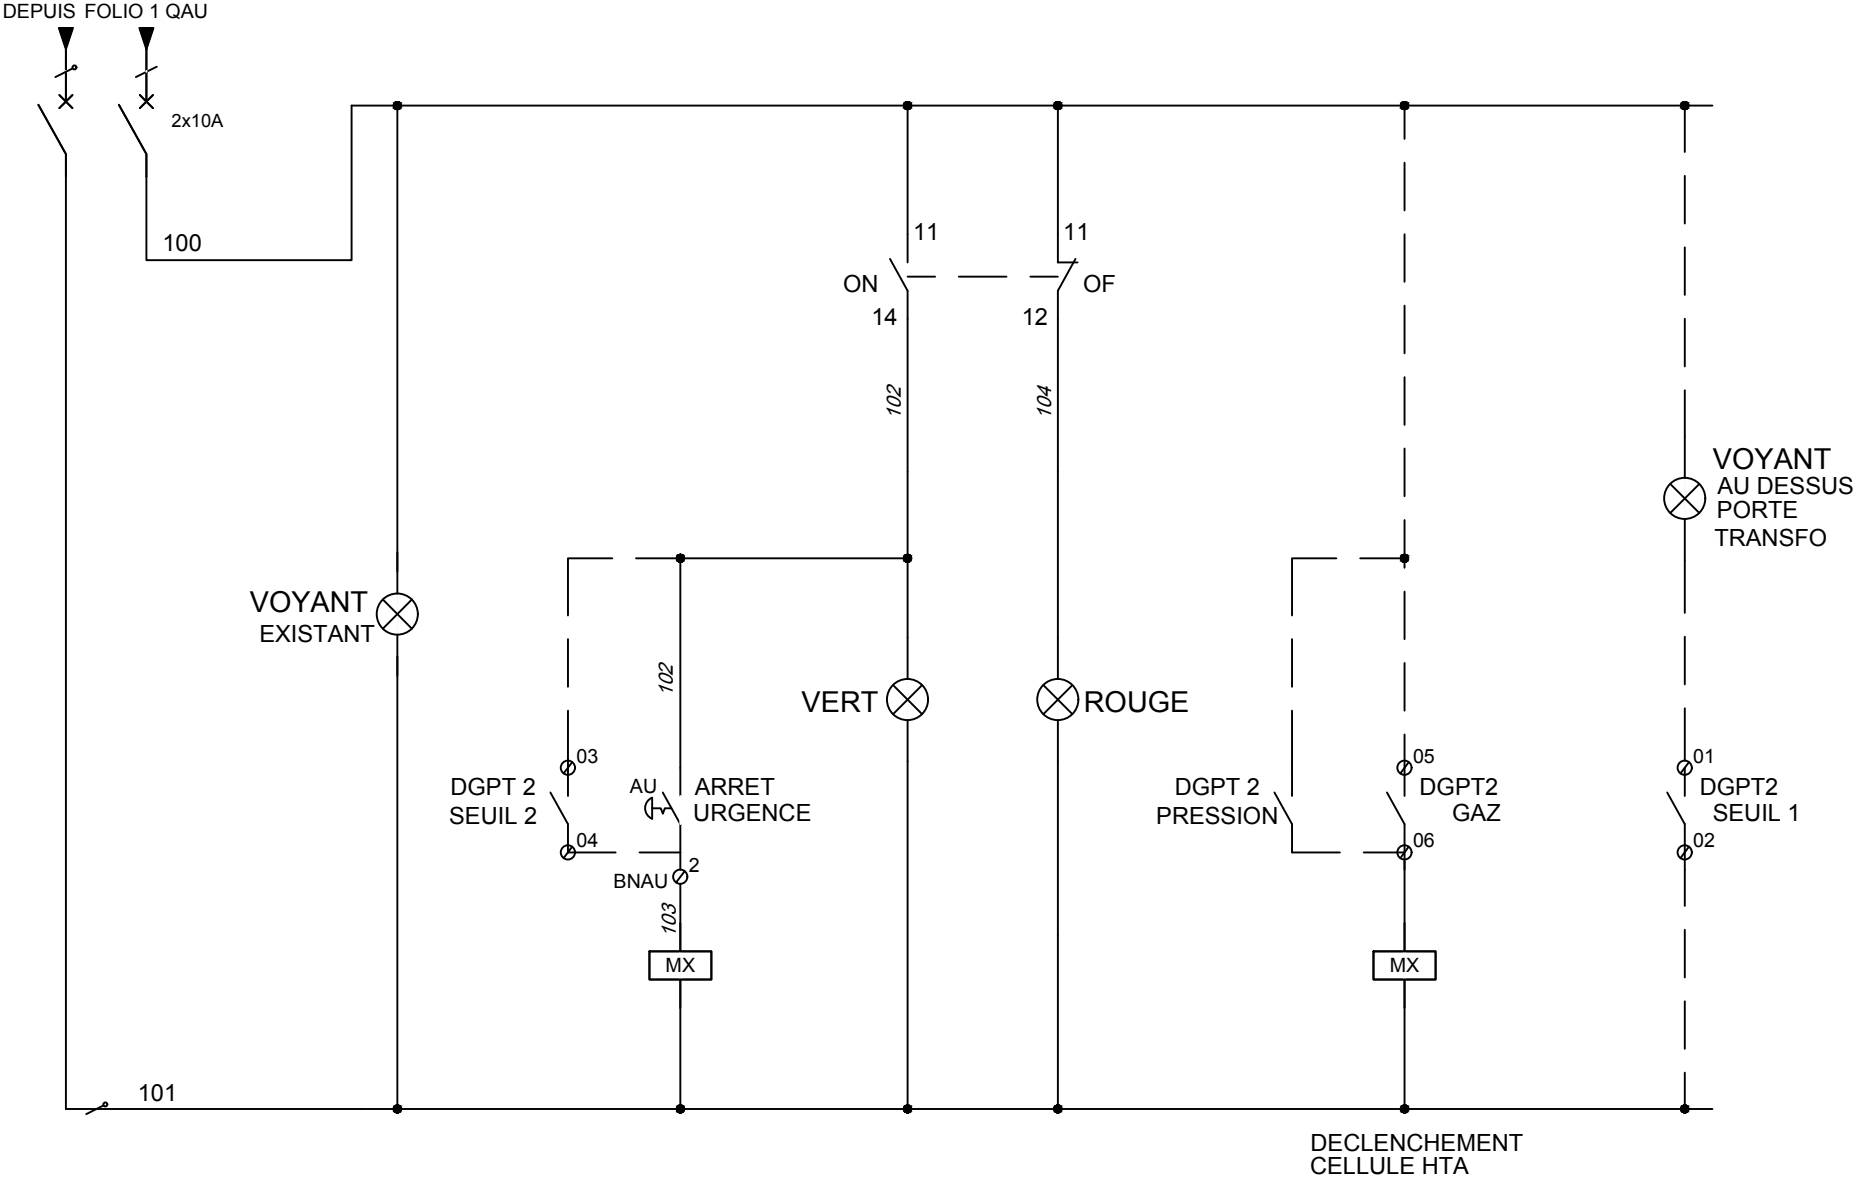 DEPUIS FOLIO 1 QAU
2x10A
100
11
11
ON
OF
14
12
102
104
VOYANT
AU DESSUS
PORTE
TRANSFO
VOYANT
EXISTANT
102
VERT
ROUGE
03
05
01
DGPT 2
SEUIL 2
AU
ARRET
URGENCE
DGPT 2
PRESSION
DGPT2
GAZ
DGPT2
SEUIL 1
04
06
02
2
BNAU
103
MX
MX
101
DECLENCHEMENT
CELLULE HTA